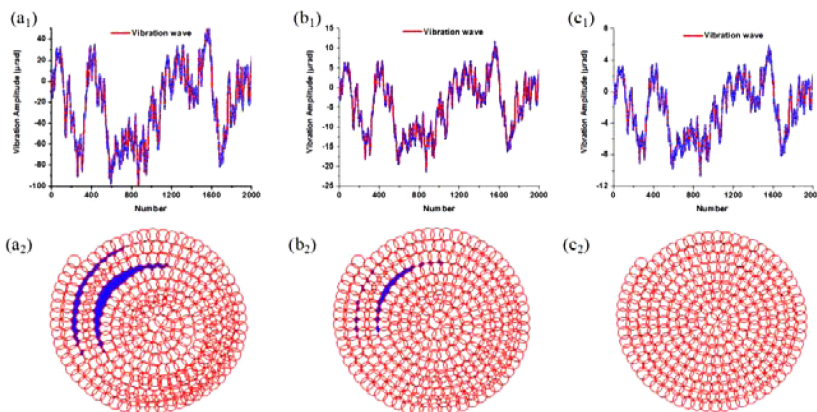 (a1)
Vibration wave
Vibration Amplitude (μrad)
40
20
0
-20
-40
-60
-80
-100
0 400 800 1200 1600 2000
Number
(b1)
Vibration wave
Vibration Amplitude (μrad)
15
10
5
0
-5
-10
-15
-20
-25
0 400 800 1200 1600 2000
Number
(c1)
Vibration wave
Vibration Amplitude (μrad)
8
4
0
-4
-8
-12
0 400 800 1200 1600 2000
Number
(a2)
(b2)
(c2)